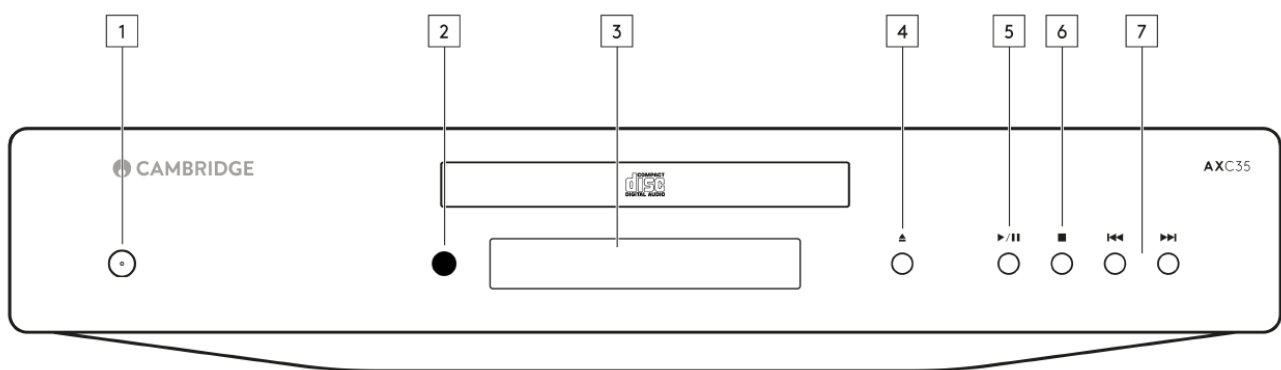 1
2
3
4
5
6
7
CAMBRIDGE
COMPACT
disc
DIGITAL AUDIO
AXC35